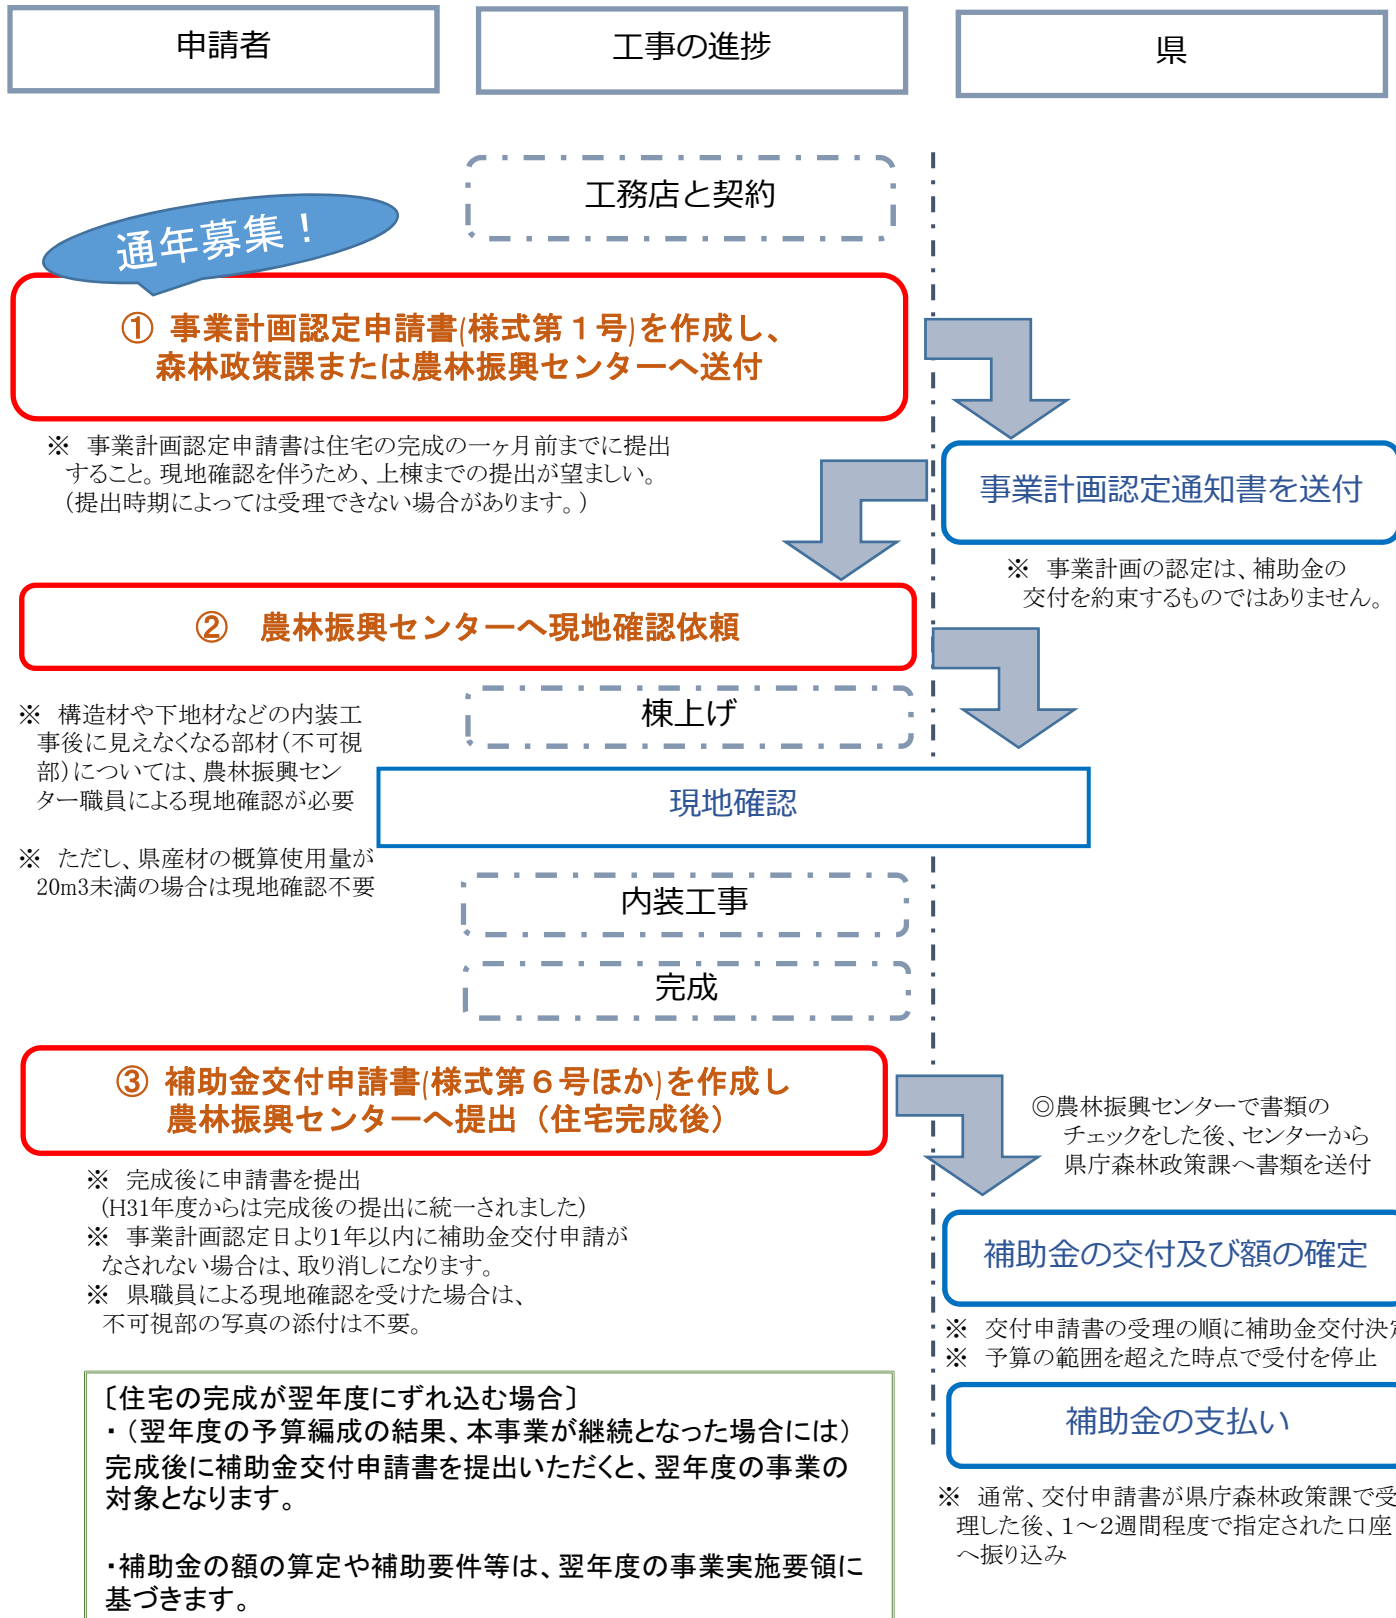 申請者
工事の進捗
県
工務店と契約
通年募集！
① 事業計画認定申請書(様式第１号)を作成し、
森林政策課または農林振興センターへ送付
※ 事業計画認定申請書は住宅の完成の一ヶ月前までに提出
すること。現地確認を伴うため、上棟までの提出が望ましい。
（提出時期によっては受理できない場合があります。）
事業計画認定通知書を送付
※ 事業計画の認定は、補助金の
交付を約束するものではありません。
② 農林振興センターへ現地確認依頼
棟上げ
※ 構造材や下地材などの内装工
事後に見えなくなる部材（不可視
部）については、農林振興セン
ター職員による現地確認が必要
現地確認
※ ただし、県産材の概算使用量が
20m3未満の場合は現地確認不要
内装工事
完成
③ 補助金交付申請書(様式第６号ほか)を作成し
農林振興センターへ提出（住宅完成後）
◎農林振興センターで書類の
チェックをした後、センターから
県庁森林政策課へ書類を送付
※ 完成後に申請書を提出
（H31年度からは完成後の提出に統一されました）
※ 事業計画認定日より1年以内に補助金交付申請が
なされない場合は、取り消しになります。
※ 県職員による現地確認を受けた場合は、
不可視部の写真の添付は不要。
補助金の交付及び額の確定
※ 交付申請書の受理の順に補助金交付決定
※ 予算の範囲を超えた時点で受付を停止
補助金の支払い
※ 通常、交付申請書が県庁森林政策課で受
理した後、１～２週間程度で指定された口座
へ振り込み
〔住宅の完成が翌年度にずれ込む場合〕
・（翌年度の予算編成の結果、本事業が継続となった場合には）
完成後に補助金交付申請書を提出いただくと、翌年度の事業の
対象となります。
・補助金の額の算定や補助要件等は、翌年度の事業実施要領に
基づきます。